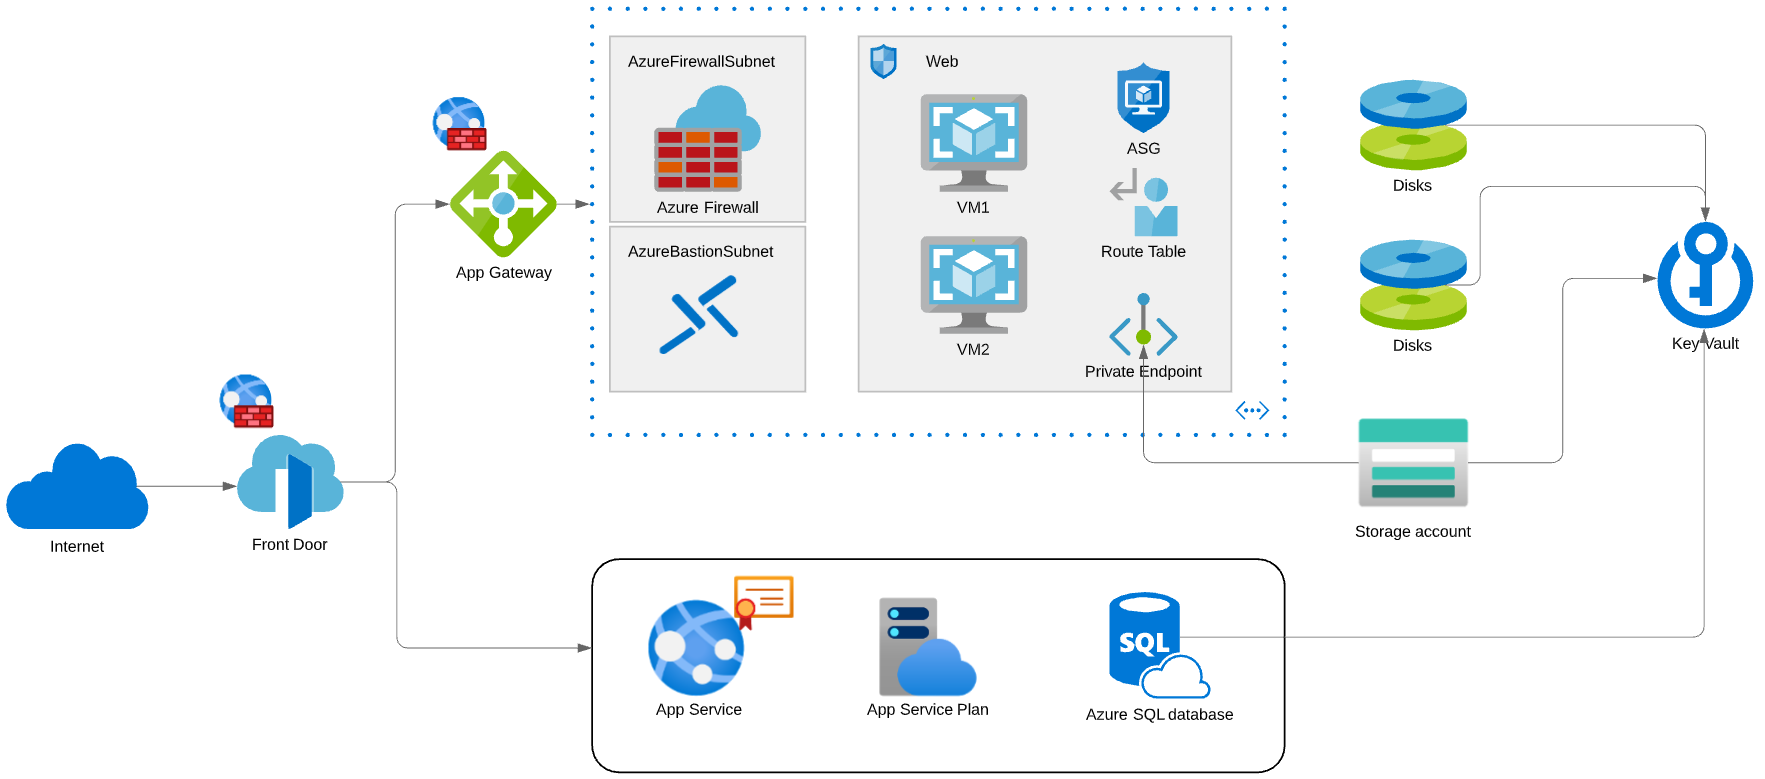 AzureFirewallSubnet
Azure Firewall
AzureBastionSubnet
Web
VM1
VM2
ASG
Route Table
Private Endpoint
Disks
Disks
Key Vault
App Gateway
Internet
Front Door
Storage account
App Service
App Service Plan
SQL
Azure SQL database